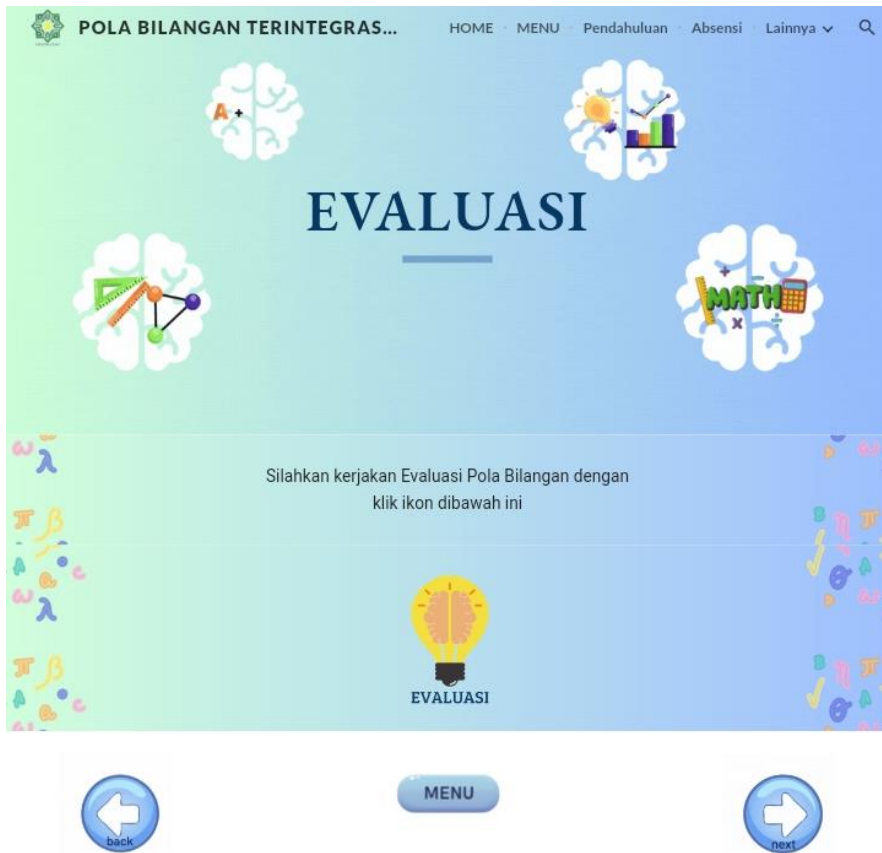 POLA BILANGAN TERINTEGRAS...
HOME MENU Pendahuluan Absensi Lainnya
A+
EVALUASI
MATH
Silahkan kerjakan Evaluasi Pola Bilangan dengan
klik ikon dibawah ini
EVALUASI
back
MENU
next